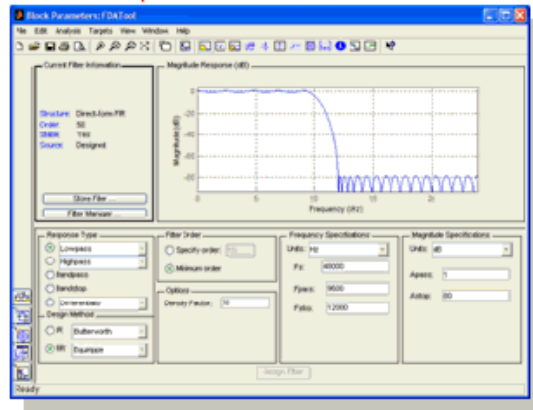 Block Parameters: FDATool
File Edit Analysis Targets View Window Help
Current Filter Information
Structure: Direct-form FIR
Order: 50
Stable: Yes
Source: Designed
Store Filter ...
Filter Manager ...
Magnitude Response (dB)
Magnitude (dB)
0
-20
-40
-60
-80
0 5 10 15 20
Frequency (kHz)
Response Type
Lowpass
Highpass
Bandpass
Bandstop
Differentiator
Design Method
IIR Butterworth
FIR Equiripple
Filter Order
Specify order:
Minimum order
Options
Density Factor:
Frequency Specifications
Units: Hz
Fs: 48000
Fpass: 9600
Fstop: 12000
Magnitude Specifications
Units: dB
Apass: 1
Astop: 80
Design Filter
Ready